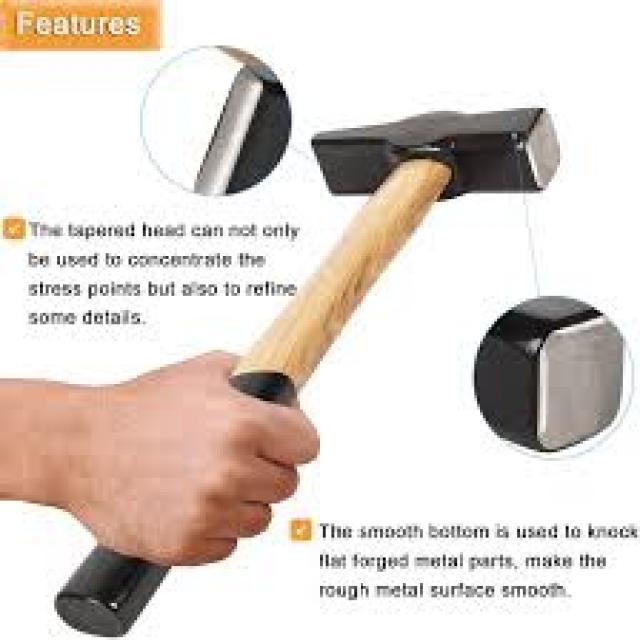 Features
The tapered head can not only
be used to concentrate the
stress points but also to refine
some details.
The smooth bottom is used to knock
flat forged metal parts, make the
rough metal surface smooth.